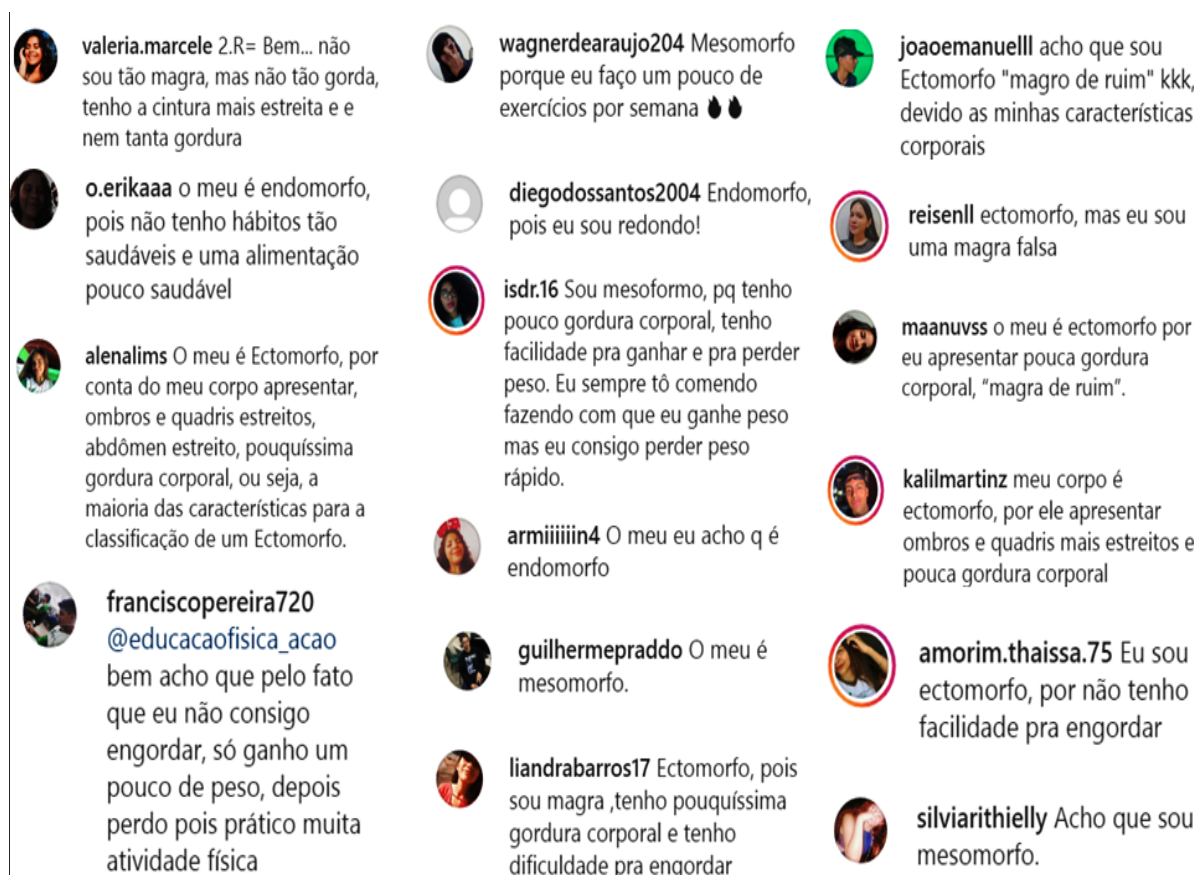 valeria.marcele 2.R= Bem... não
sou tão magra, mas não tão gorda,
tenho a cintura mais estreita e e
nem tanta gordura
o.erikaaa o meu é endomorfo,
pois não tenho hábitos tão
saudáveis e uma alimentação
pouco saudável
alenalims O meu é Ectomorfo, por
conta do meu corpo apresentar,
ombros e quadris estreitos,
abdômen estreito, pouquíssima
gordura corporal, ou seja, a
maioria das características para a
classificação de um Ectomorfo.
franciscopereira720
@educacaofisica_acao
bem acho que pelo fato
que eu não consigo
engordar, só ganho um
pouco de peso, depois
perdo pois prático muita
atividade física
wagnerdearaujo204 Mesomorfo
porque eu faço um pouco de
exercícios por semana
diegodossantos2004 Endomorfo,
pois eu sou redondo!
isdr.16 Sou mesoformo, pq tenho
pouco gordura corporal, tenho
facilidade pra ganhar e pra perder
peso. Eu sempre tô comendo
fazendo com que eu ganhe peso
mas eu consigo perder peso
rápido.
armiiiiiin4 O meu eu acho q é
endomorfo
guilhermepraddo O meu é
mesomorfo.
liandrabarros17 Ectomorfo, pois
sou magra ,tenho pouquíssima
gordura corporal e tenho
dificuldade pra engordar
joaoemanuelll acho que sou
Ectomorfo "magro de ruim" kkk,
devido as minhas características
corporais
reisenll ectomorfo, mas eu sou
uma magra falsa
maanuvss o meu é ectomorfo por
eu apresentar pouca gordura
corporal, “magra de ruim”.
kalilmartinz meu corpo é
ectomorfo, por ele apresentar
ombros e quadris mais estreitos e
pouca gordura corporal
amorim.thaissa.75 Eu sou
ectomorfo, por não tenho
facilidade pra engordar
silviarithielly Acho que sou
mesomorfo.